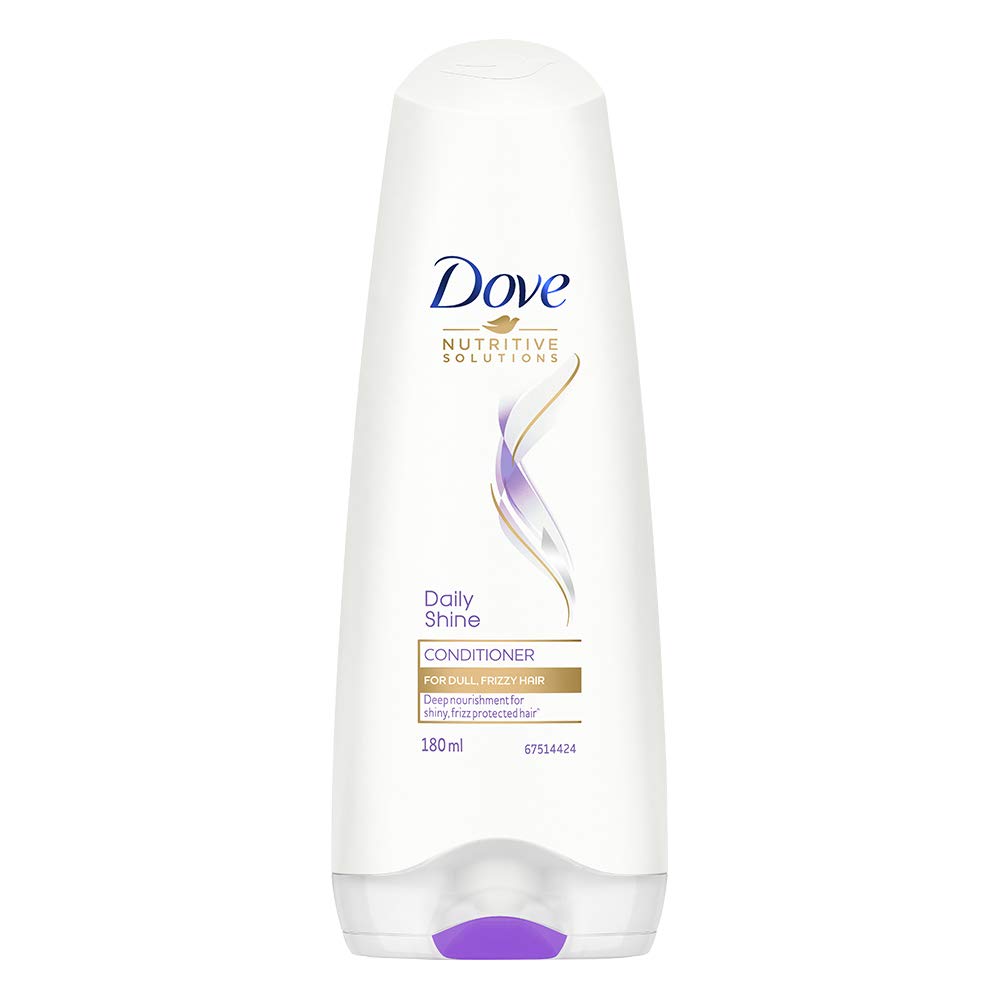 Dove
NUTRITIVE
SOLUTIONS
Daily
Shine
CONDITIONER
FOR DULL, FRIZZY HAIR
Deep nourishment for
shiny, frizz protected hair^
180 ml 67514424